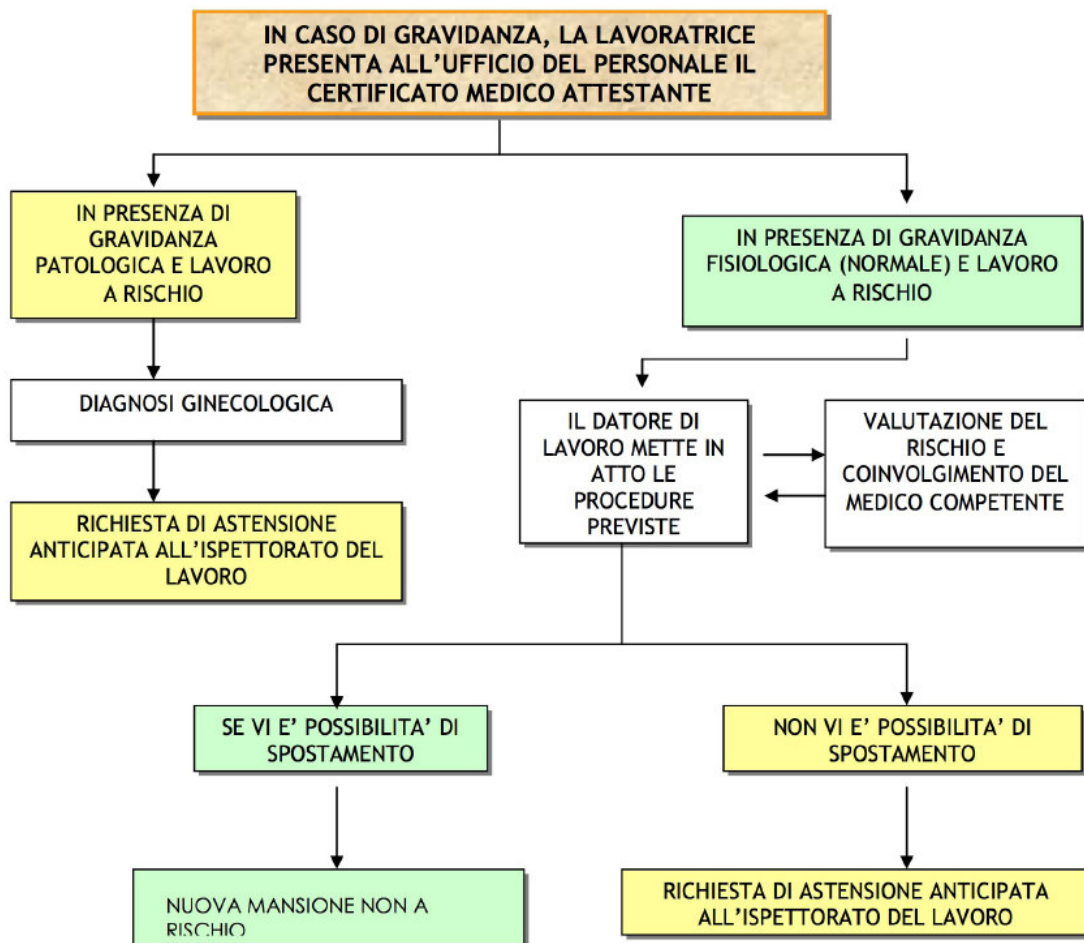 IN CASO DI GRAVIDANZA, LA LAVORATRICE
PRESENTA ALL'UFFICIO DEL PERSONALE IL
CERTIFICATO MEDICO ATTESTANTE
IN PRESENZA DI
GRAVIDANZA
PATOLOGICA E LAVORO
A RISCHIO
IN PRESENZA DI GRAVIDANZA
FISIOLOGICA (NORMALE) E LAVORO
A RISCHIO
DIAGNOSI GINECOLOGICA
IL DATORE DI
LAVORO METTE IN
ATTO LE
PROCEDURE
PREVISTE
VALUTAZIONE DEL
RISCHIO E
COINVOLGIMENTO DEL
MEDICO COMPETENTE
RICHIESTA DI ASTENSIONE
ANTICIPATA ALL'ISPETTORATO DEL
LAVORO
SE VI E' POSSIBILITA' DI
SPOSTAMENTO
NON VI E' POSSIBILITA' DI
SPOSTAMENTO
NUOVA MANSIONE NON A
RISCHIO
RICHIESTA DI ASTENSIONE ANTICIPATA
ALL'ISPETTORATO DEL LAVORO